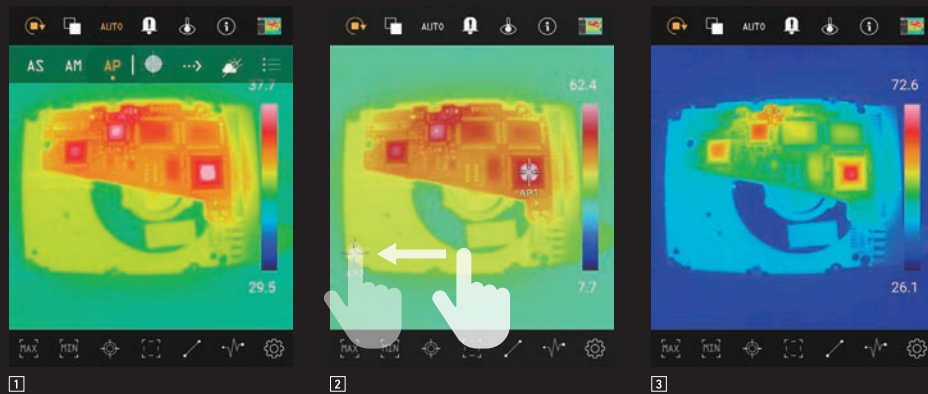 AUTO
AS AM AP
37.7
29.5
MAX MIN
1
AUTO
62.4
AP1
AP2
7.7
MAX MIN
2
AUTO
72.6
26.1
MAX MIN
3